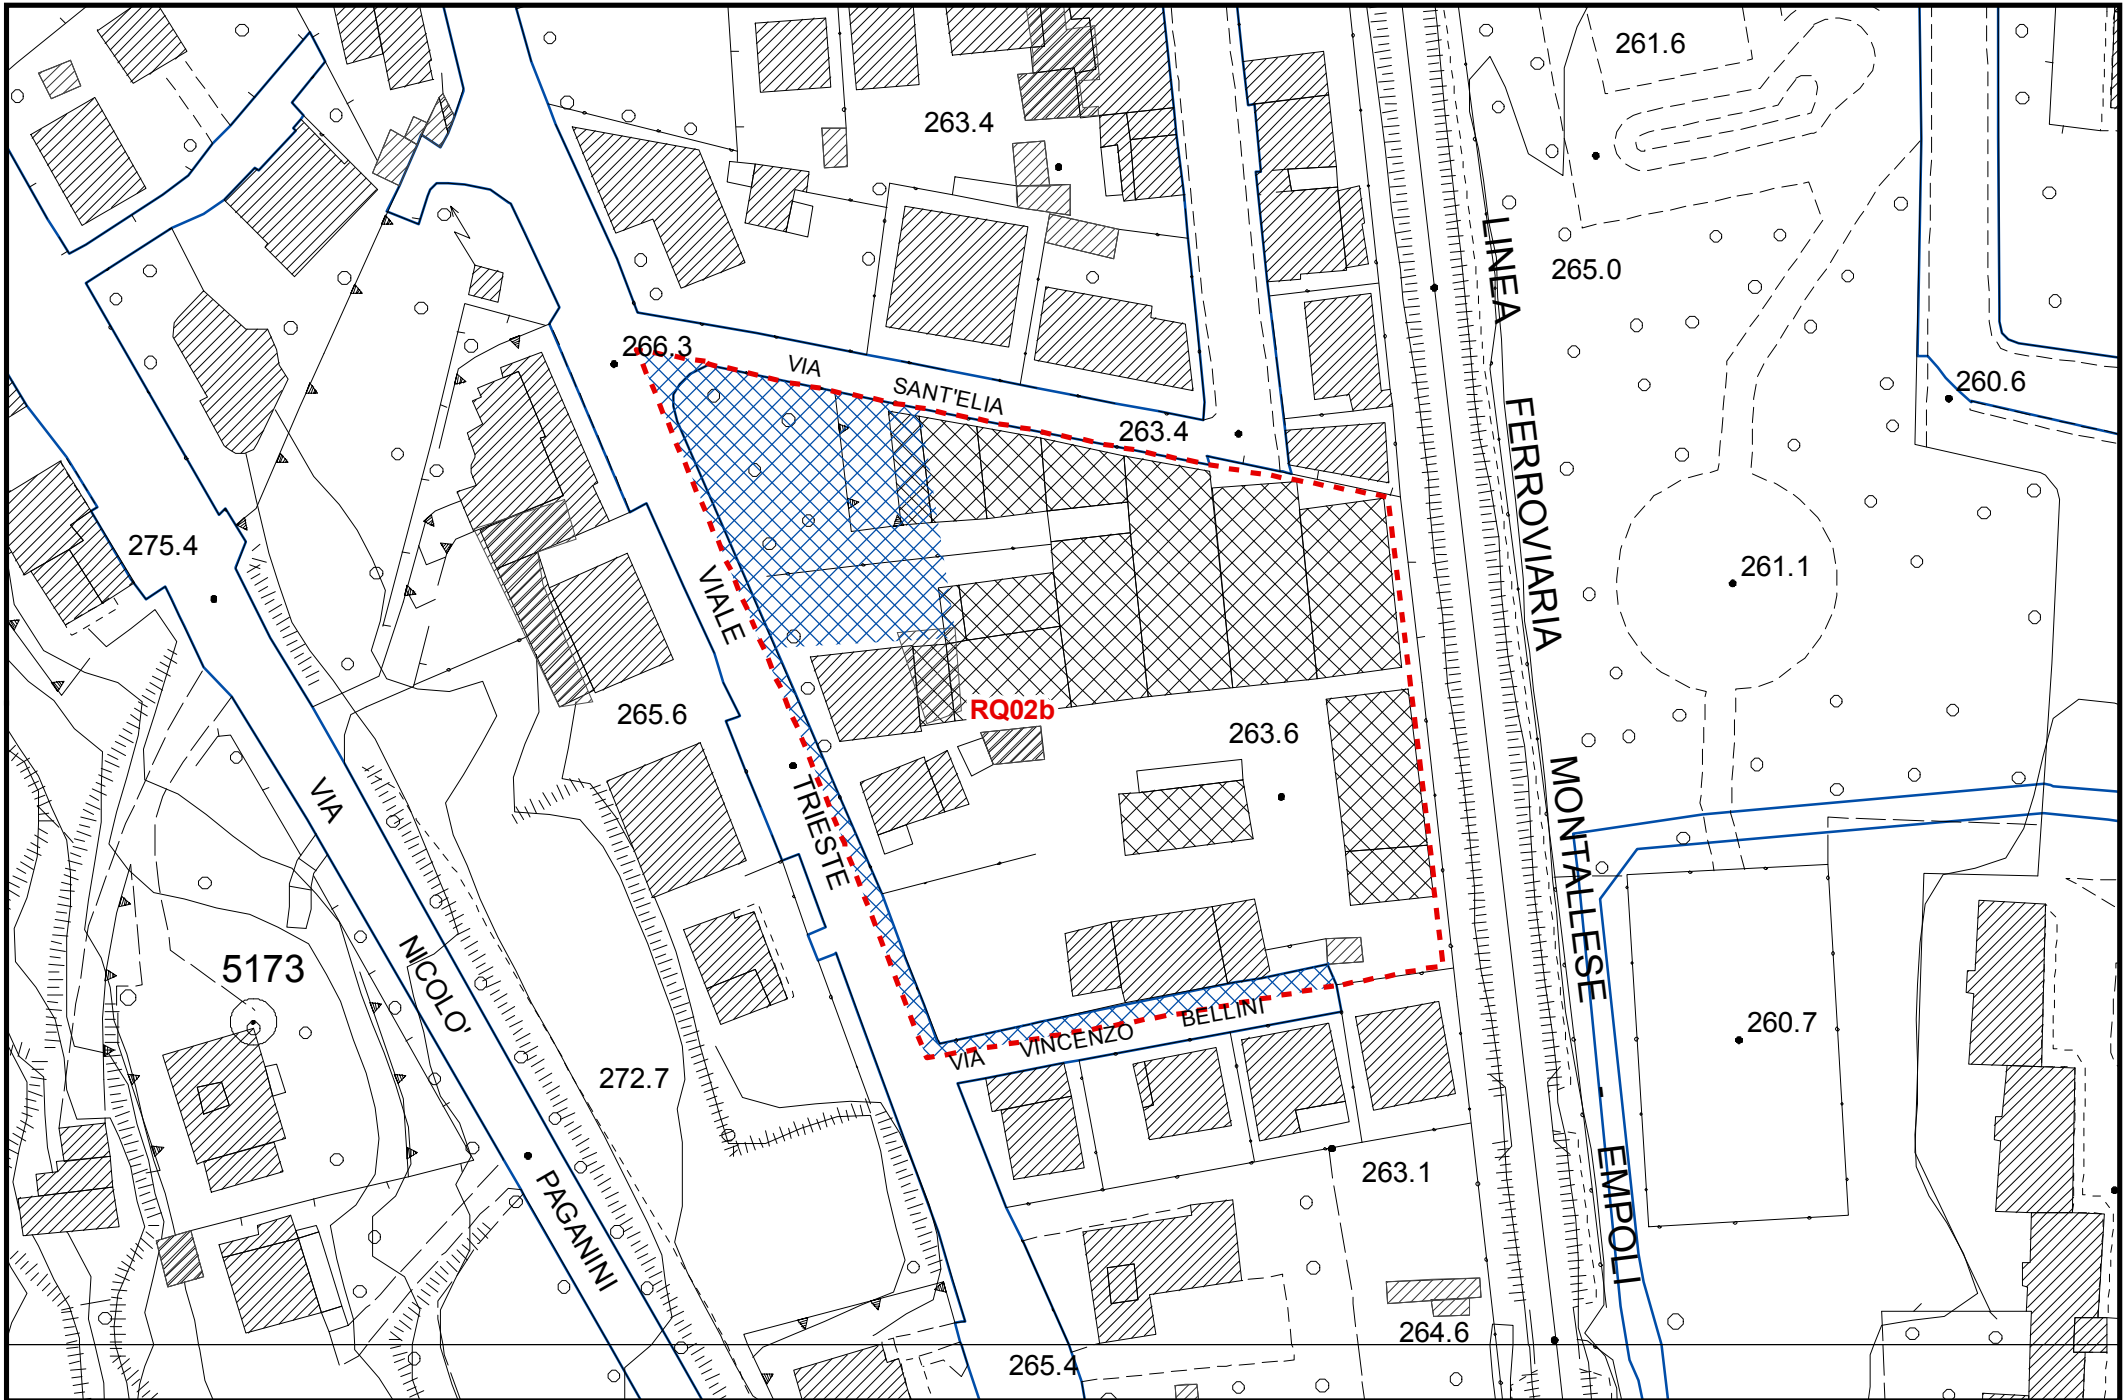 261.6
263.4
LINEA FERROVIARIA MONTALLESE - EMPOLI
265.0
266.3
VIA SANT'ELIA
260.6
263.4
275.4
261.1
VIALE TRIESTE
265.6
RQ02b
263.6
VIA NICOLO' PAGANINI
5173
VIA VINCENZO BELLINI
260.7
272.7
263.1
264.6
265.4